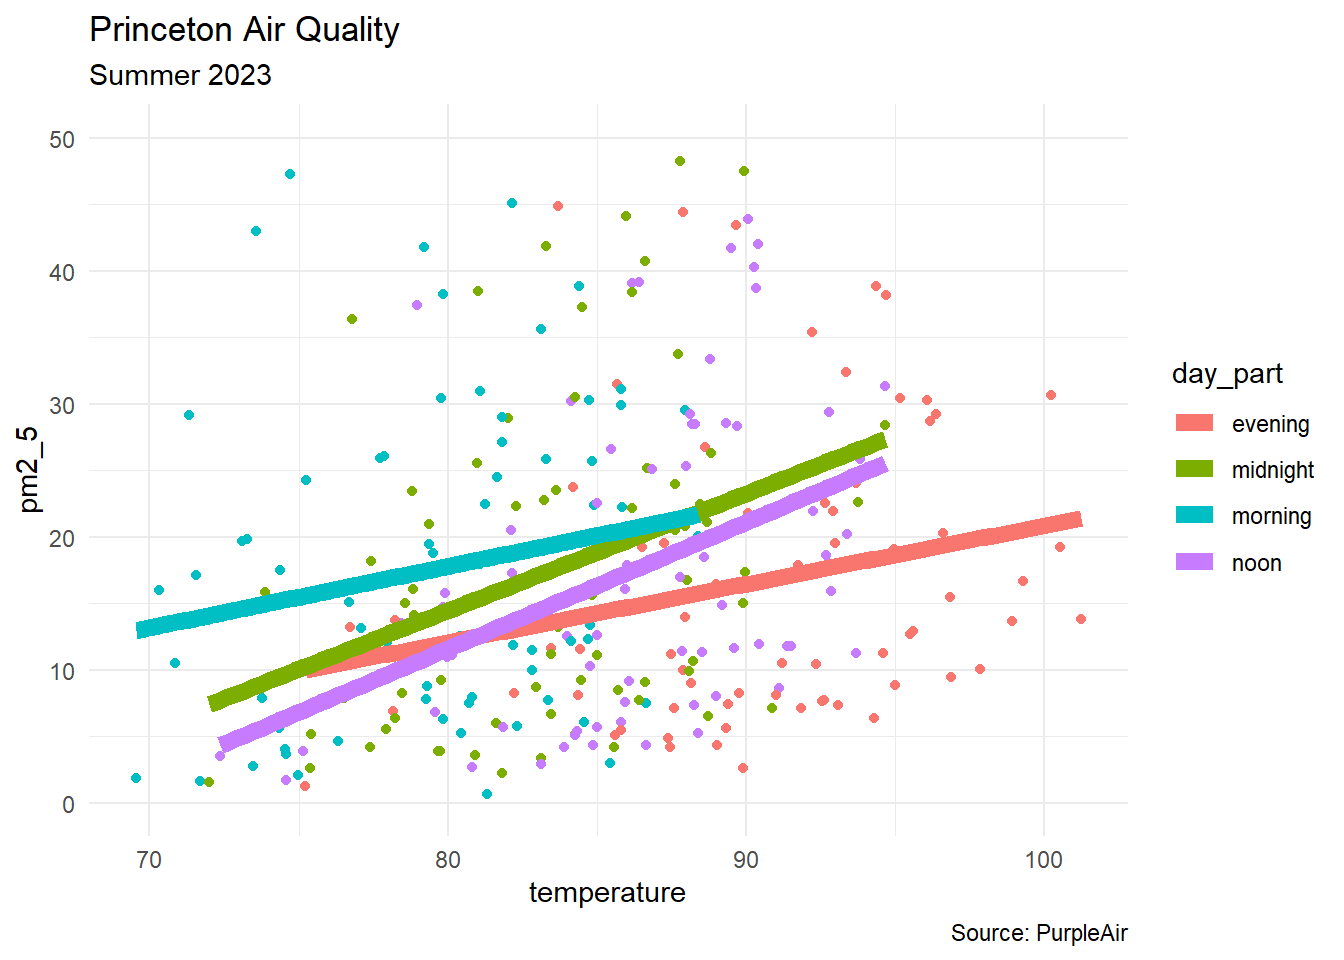 Princeton Air Quality
Summer 2023
50
40
30
20
10
0
pm2_5
70 80 90 100
temperature
day_part
evening
midnight
morning
noon
Source: PurpleAir